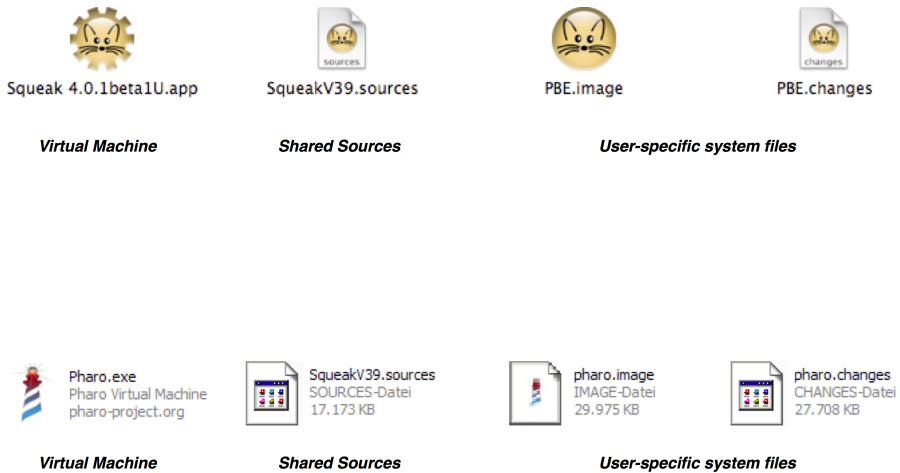 sources
changes
Squeak 4.0.1beta1U.app
SqueakV39.sources
PBE.image
PBE.changes
Virtual Machine
Shared Sources
User-specific system files
Pharo.exe
Pharo Virtual Machine
pharo-project.org
SqueakV39.sources
SOURCES-Datei
17.173 KB
pharo.image
IMAGE-Datei
29.975 KB
pharo.changes
CHANGES-Datei
27.708 KB
Virtual Machine
Shared Sources
User-specific system files